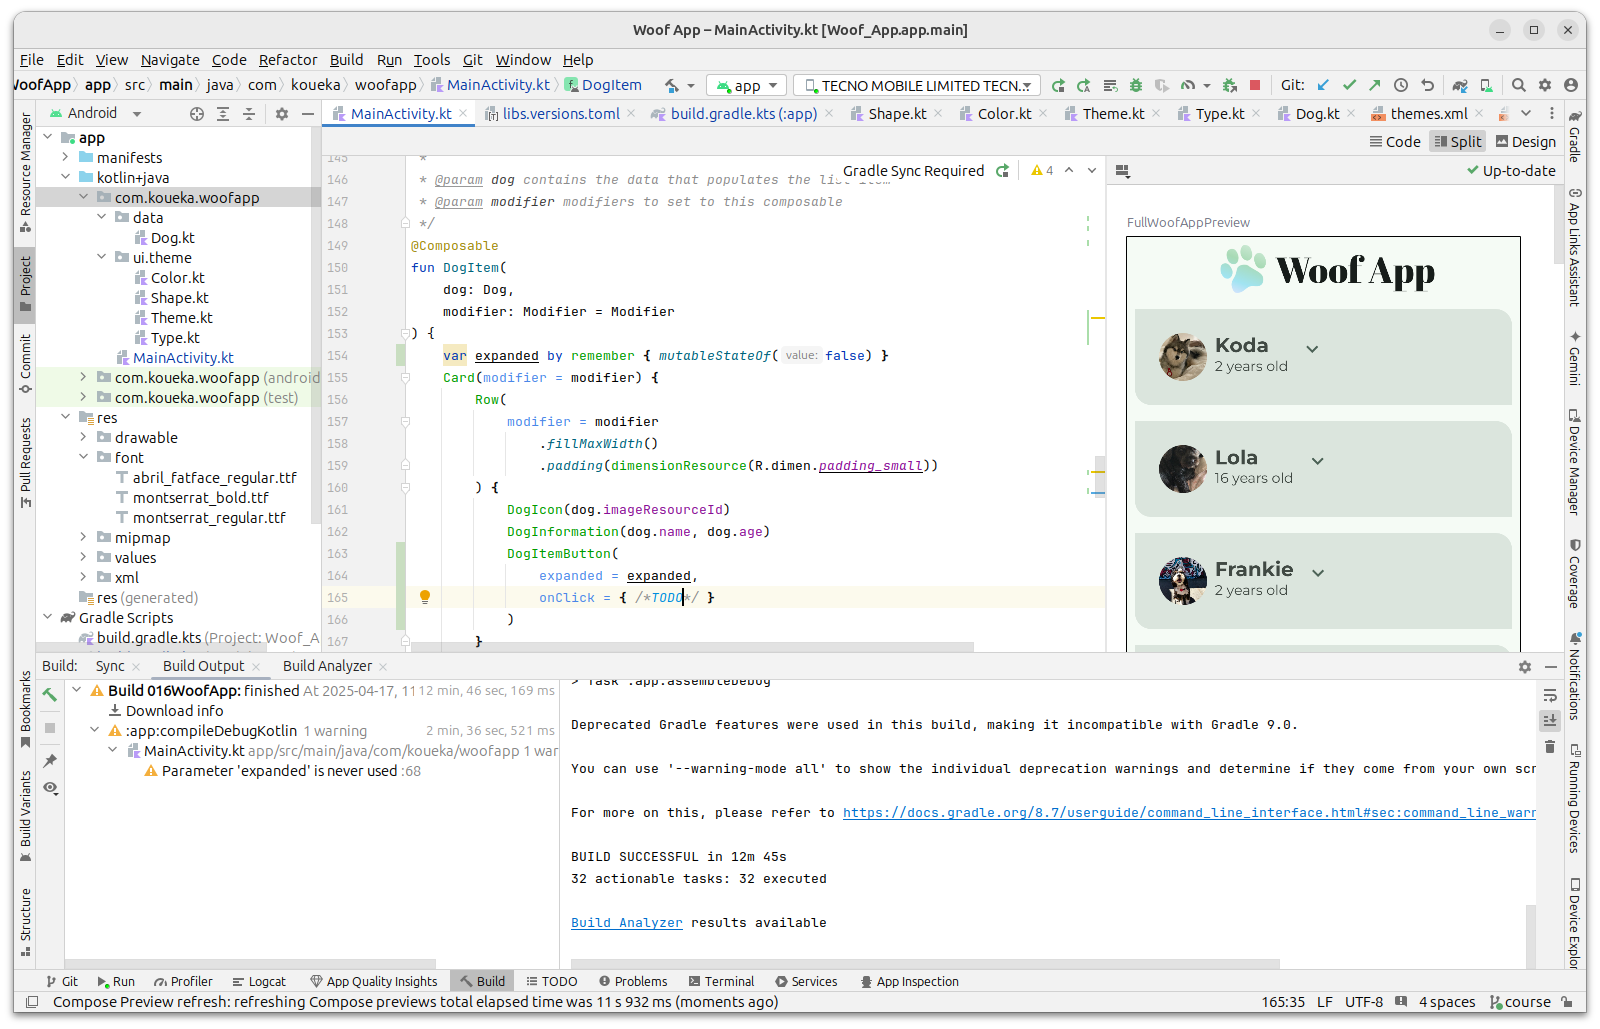 Woof App – MainActivity.kt [Woof_App.app.main]
File Edit View Navigate Code Refactor Build Run Tools Git Window Help
WoofApp app src main java com koueka woofapp MainActivity.kt DogItem app TECNO MOBILE LIMITED TECN... Git:
Android MainActivity.kt libs.versions.toml build.gradle.kts (:app) Shape.kt Color.kt Theme.kt Type.kt Dog.kt themes.xml
Code Split Design
Resource Manager
Project
Commit
Pull Requests
Bookmarks
Build Variants
Structure
app
manifests
kotlin+java
com.koueka.woofapp
data
Dog.kt
ui.theme
Color.kt
Shape.kt
Theme.kt
Type.kt
MainActivity.kt
com.koueka.woofapp (android
com.koueka.woofapp (test)
res
drawable
font
abril_fatface_regular.ttf
montserrat_bold.ttf
montserrat_regular.ttf
mipmap
values
xml
res (generated)
Gradle Scripts
build.gradle.kts (Project: Woof_A
Gradle Sync Required 4
145 *
146 * @param dog contains the data that populates the list item
147 * @param modifier modifiers to set to this composable
148 */
149 @Composable
150 fun DogItem(
151 dog: Dog,
152 modifier: Modifier = Modifier
153 ) {
154 var expanded by remember { mutableStateOf( value: false) }
155 Card(modifier = modifier) {
156 Row(
157 modifier = modifier
158 .fillMaxWidth()
159 .padding(dimensionResource(R.dimen.padding_small))
160 ) {
161 DogIcon(dog.imageResourceId)
162 DogInformation(dog.name, dog.age)
163 DogItemButton(
164 expanded = expanded,
165 onClick = { /*TODO*/ }
166 )
167 }
Up-to-date
FullWoofAppPreview
Woof App
Koda
2 years old
Lola
16 years old
Frankie
2 years old
Gradle
App Links Assistant
Gemini
Device Manager
Coverage
Notifications
Running Devices
Device Explor
Build: Sync Build Output Build Analyzer
Build 016WoofApp: finished At 2025-04-17, 11 12 min, 46 sec, 169 ms
Download info
:app:compileDebugKotlin 1 warning 2 min, 36 sec, 521 ms
MainActivity.kt app/src/main/java/com/koueka/woofapp 1 war
Parameter 'expanded' is never used :68
> Task :app:assembleDebug
Deprecated Gradle features were used in this build, making it incompatible with Gradle 9.0.
You can use '--warning-mode all' to show the individual deprecation warnings and determine if they come from your own scr
For more on this, please refer to https://docs.gradle.org/8.7/userguide/command_line_interface.html#sec:command_line_warn
BUILD SUCCESSFUL in 12m 45s
32 actionable tasks: 32 executed
Build Analyzer results available
Git Run Profiler Logcat App Quality Insights Build TODO Problems Terminal Services App Inspection
Compose Preview refresh: refreshing Compose previews total elapsed time was 11 s 932 ms (moments ago) 165:35 LF UTF-8 4 spaces course